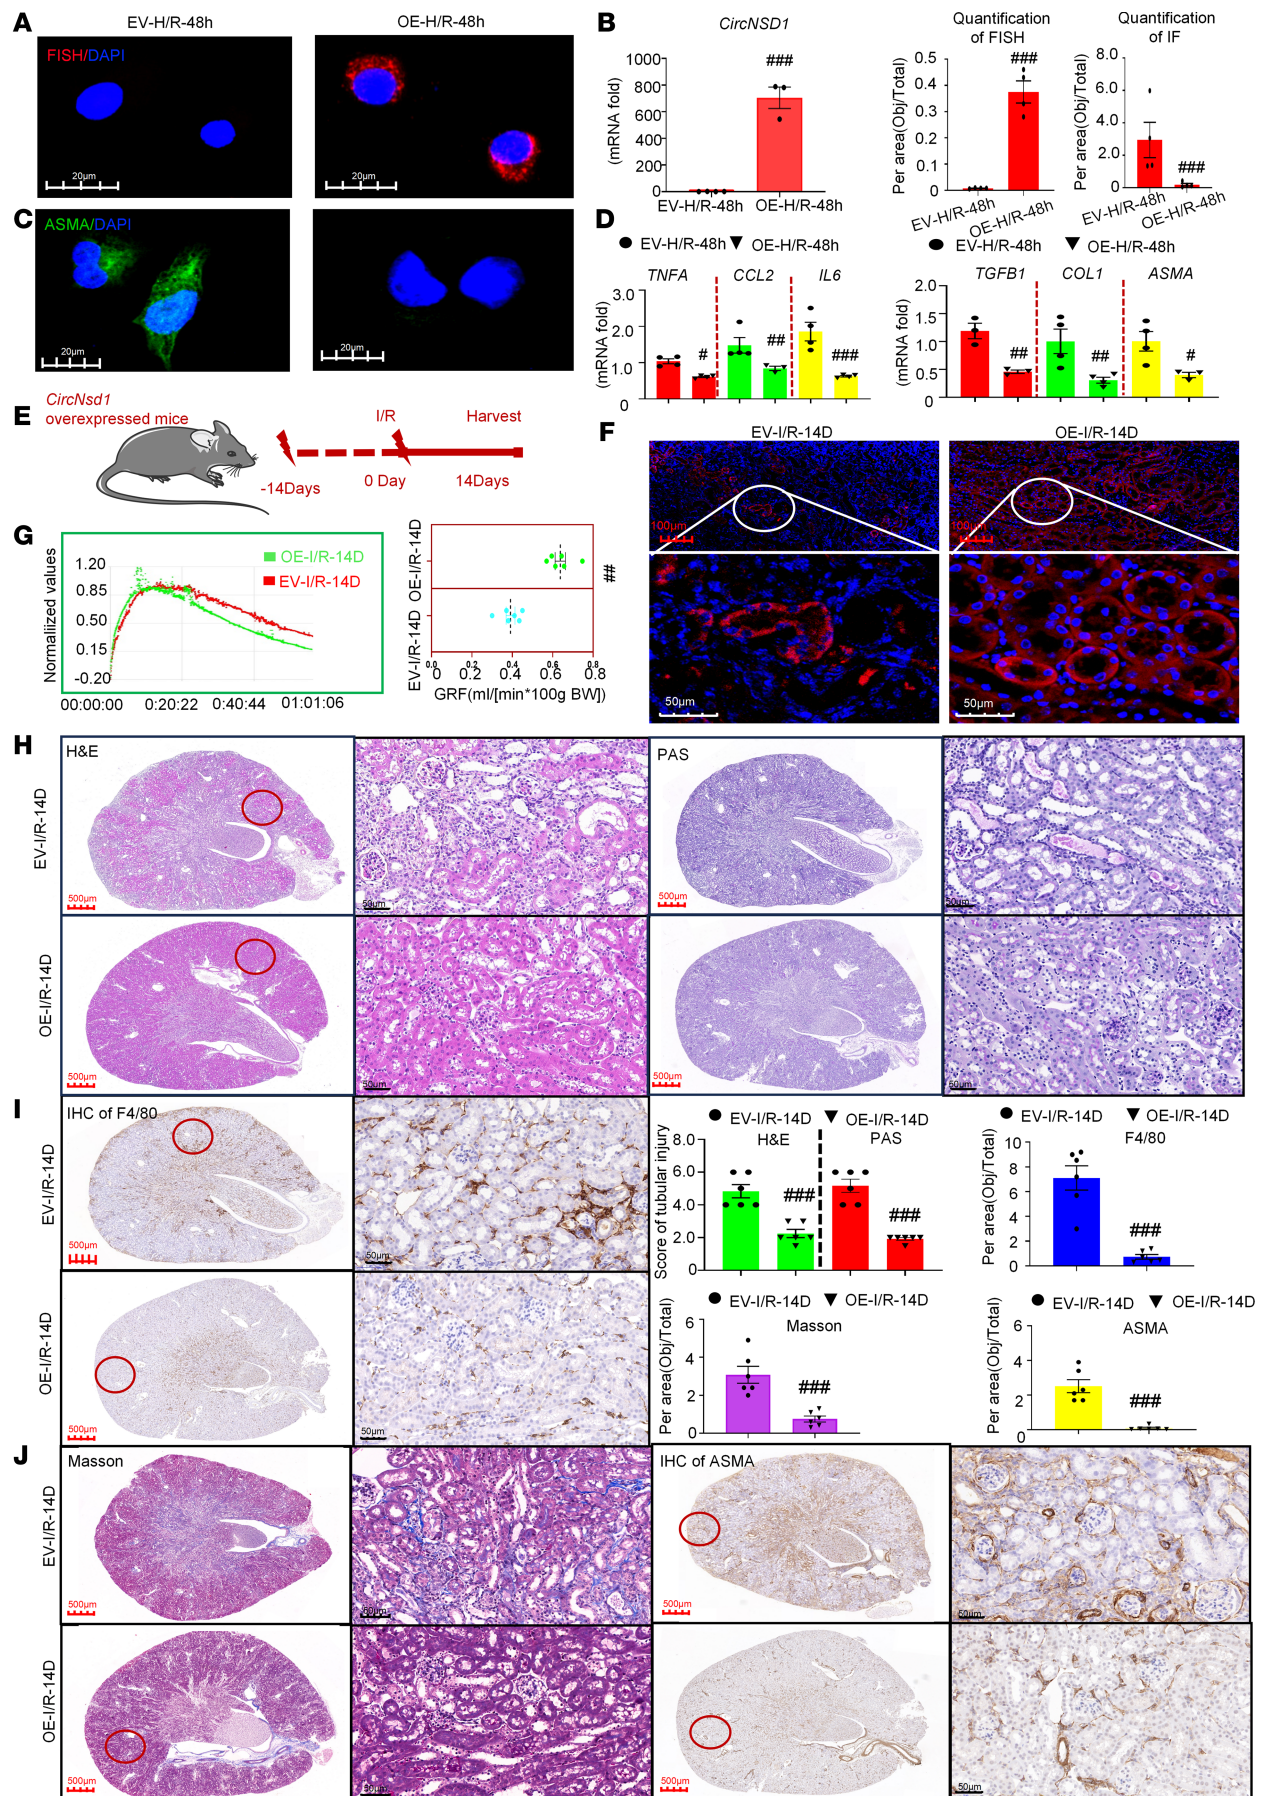 A
EV-H/R-48h
OE-H/R-48h
FISH/DAPI
20μm
20μm
B
CircNSD1
(mRNA fold)
1000
800
600
400
200
0
###
EV-H/R-48h
OE-H/R-48h
Quantification
of FISH
Per area(Obj/Total)
0.5
0.4
0.3
0.2
0.1
0
###
EV-H/R-48h
OE-H/R-48h
Quantification
of IF
Per area(Obj/Total)
8.0
6.0
4.0
2.0
0
###
EV-H/R-48h
OE-H/R-48h
C
ASMA/DAPI
20μm
20μm
D
EV-H/R-48h
OE-H/R-48h
TNFA
CCL2
IL6
(mRNA fold)
3.0
2.0
1.0
0
#
##
###
EV-H/R-48h
OE-H/R-48h
TGFB1
COL1
ASMA
(mRNA fold)
2.0
1.5
1.0
0.5
0
##
##
#
E
CircNsd1
overexpressed mice
I/R
Harvest
-14Days
0 Day
14Days
F
EV-I/R-14D
OE-I/R-14D
100μm
100μm
50μm
50μm
G
Normaliized values
1.20
0.85
0.50
0.15
-0.20
OE-I/R-14D
EV-I/R-14D
00:00:00
0:20:22
0:40:44
01:01:06
EV-I/R-14D
OE-I/R-14D
##
0.0
0.2
0.4
0.6
0.8
GRF(ml/[min*100g BW])
H
H&E
PAS
EV-I/R-14D
500μm
50μm
500μm
50μm
OE-I/R-14D
500μm
50μm
500μm
50μm
I
IHC of F4/80
EV-I/R-14D
500μm
50μm
OE-I/R-14D
500μm
50μm
EV-I/R-14D
OE-I/R-14D
H&E
PAS
Score of tubular injury
8.0
6.0
4.0
2.0
0
###
###
EV-I/R-14D
OE-I/R-14D
F4/80
Per area(Obj/Total)
10
8
6
4
2
0
###
EV-I/R-14D
OE-I/R-14D
Masson
Per area(Obj/Total)
6
4
2
0
###
EV-I/R-14D
OE-I/R-14D
ASMA
Per area(Obj/Total)
6
4
2
0
###
J
Masson
IHC of ASMA
EV-I/R-14D
500μm
50μm
500μm
50μm
OE-I/R-14D
500μm
50μm
500μm
50μm